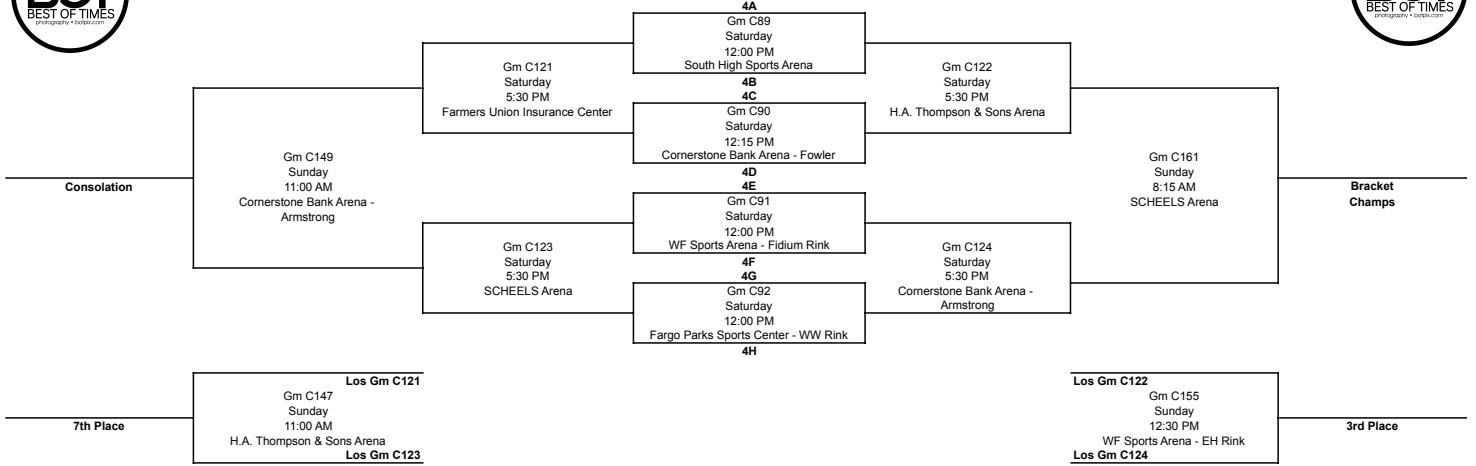 BEST OF TIMES
photography • botpix.com
BEST OF TIMES
photography • botpix.com
4A
Gm C89
Saturday
12:00 PM
South High Sports Arena
4B
4C
Gm C90
Saturday
12:15 PM
Cornerstone Bank Arena - Fowler
4D
4E
Gm C91
Saturday
12:00 PM
WF Sports Arena - Fidium Rink
4F
4G
Gm C92
Saturday
12:00 PM
Fargo Parks Sports Center - WW Rink
4H
Gm C121
Saturday
5:30 PM
Farmers Union Insurance Center
Gm C122
Saturday
5:30 PM
H.A. Thompson & Sons Arena
Gm C123
Saturday
5:30 PM
SCHEELS Arena
Gm C124
Saturday
5:30 PM
Cornerstone Bank Arena -
Armstrong
Gm C149
Sunday
11:00 AM
Cornerstone Bank Arena -
Armstrong
Consolation
Gm C161
Sunday
8:15 AM
SCHEELS Arena
Bracket
Champs
Los Gm C121
Gm C147
Sunday
11:00 AM
H.A. Thompson & Sons Arena
Los Gm C123
7th Place
Los Gm C122
Gm C155
Sunday
12:30 PM
WF Sports Arena - EH Rink
Los Gm C124
3rd Place